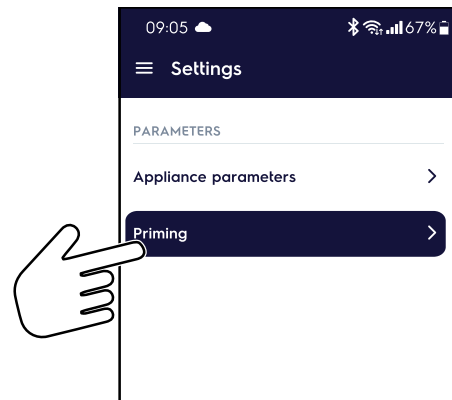 09:05 67%
Settings
PARAMETERS
Appliance parameters
Priming